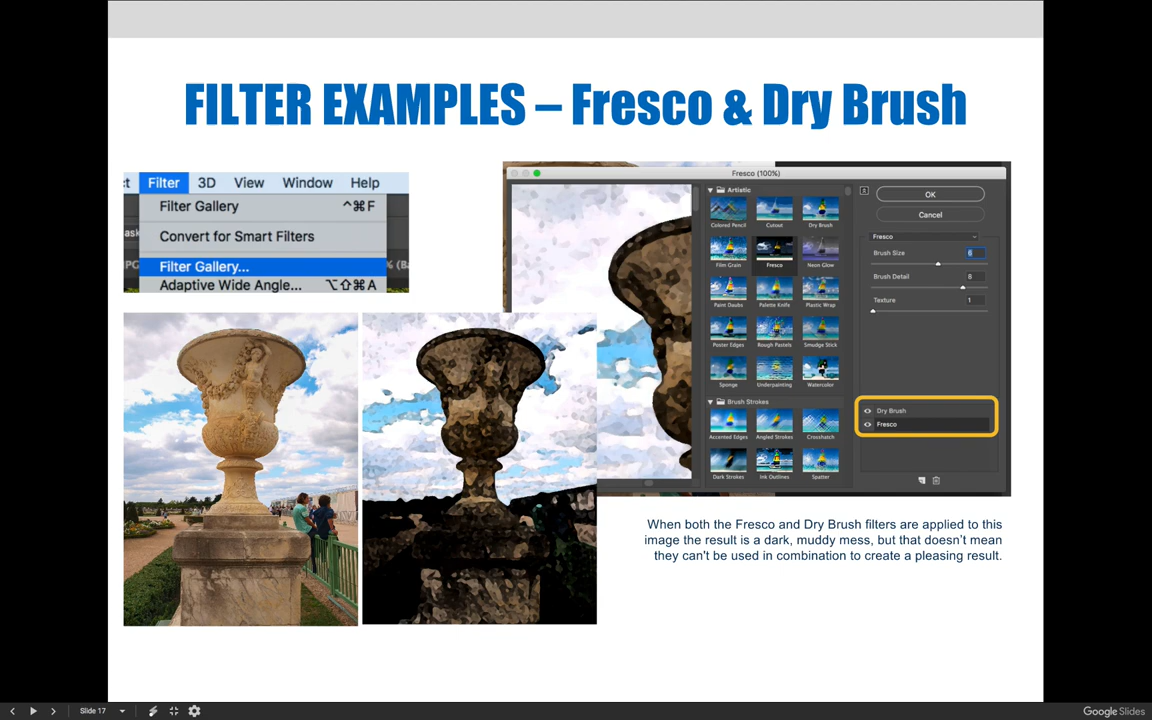 FILTER EXAMPLES – Fresco & Dry Brush
Filter 3D View Window Help
Filter Gallery ^⌘F
Convert for Smart Filters
Filter Gallery...
Adaptive Wide Angle... ⌥⇧⌘A
Fresco (100%)
Artistic
Colored Pencil Cutout Dry Brush
Film Grain Fresco Neon Glow
Paint Daubs Palette Knife Plastic Wrap
Poster Edges Rough Pastels Smudge Stick
Sponge Underpainting Watercolor
Brush Strokes
Accented Edges Angled Strokes Crosshatch
Dark Strokes Ink Outlines Spatter
OK
Cancel
Fresco
Brush Size 6
Brush Detail 8
Texture 1
Dry Brush
Fresco
When both the Fresco and Dry Brush filters are applied to this
image the result is a dark, muddy mess, but that doesn’t mean
they can't be used in combination to create a pleasing result.
Slide 17
Google Slides